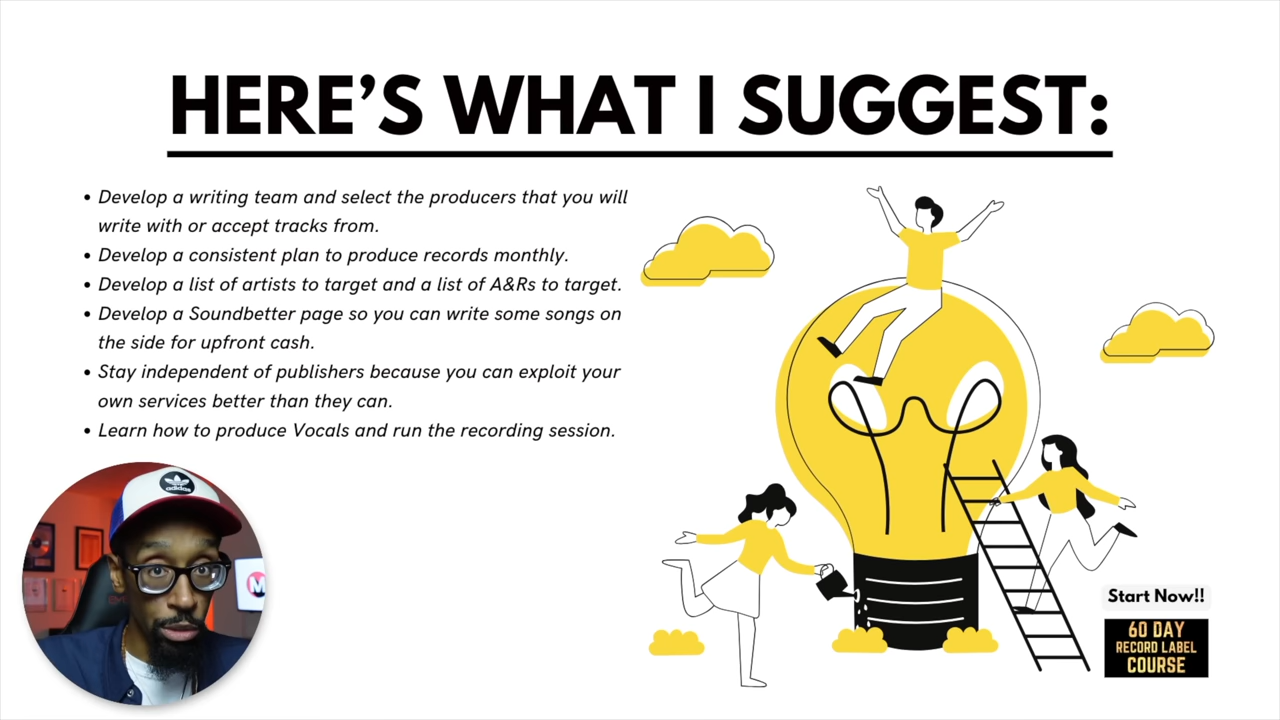 HERE’S WHAT I SUGGEST:
• Develop a writing team and select the producers that you will
write with or accept tracks from.
• Develop a consistent plan to produce records monthly.
• Develop a list of artists to target and a list of A&Rs to target.
• Develop a Soundbetter page so you can write some songs on
the side for upfront cash.
• Stay independent of publishers because you can exploit your
own services better than they can.
• Learn how to produce Vocals and run the recording session.
adidas
M
Start Now!!
60 DAY
RECORD LABEL
COURSE